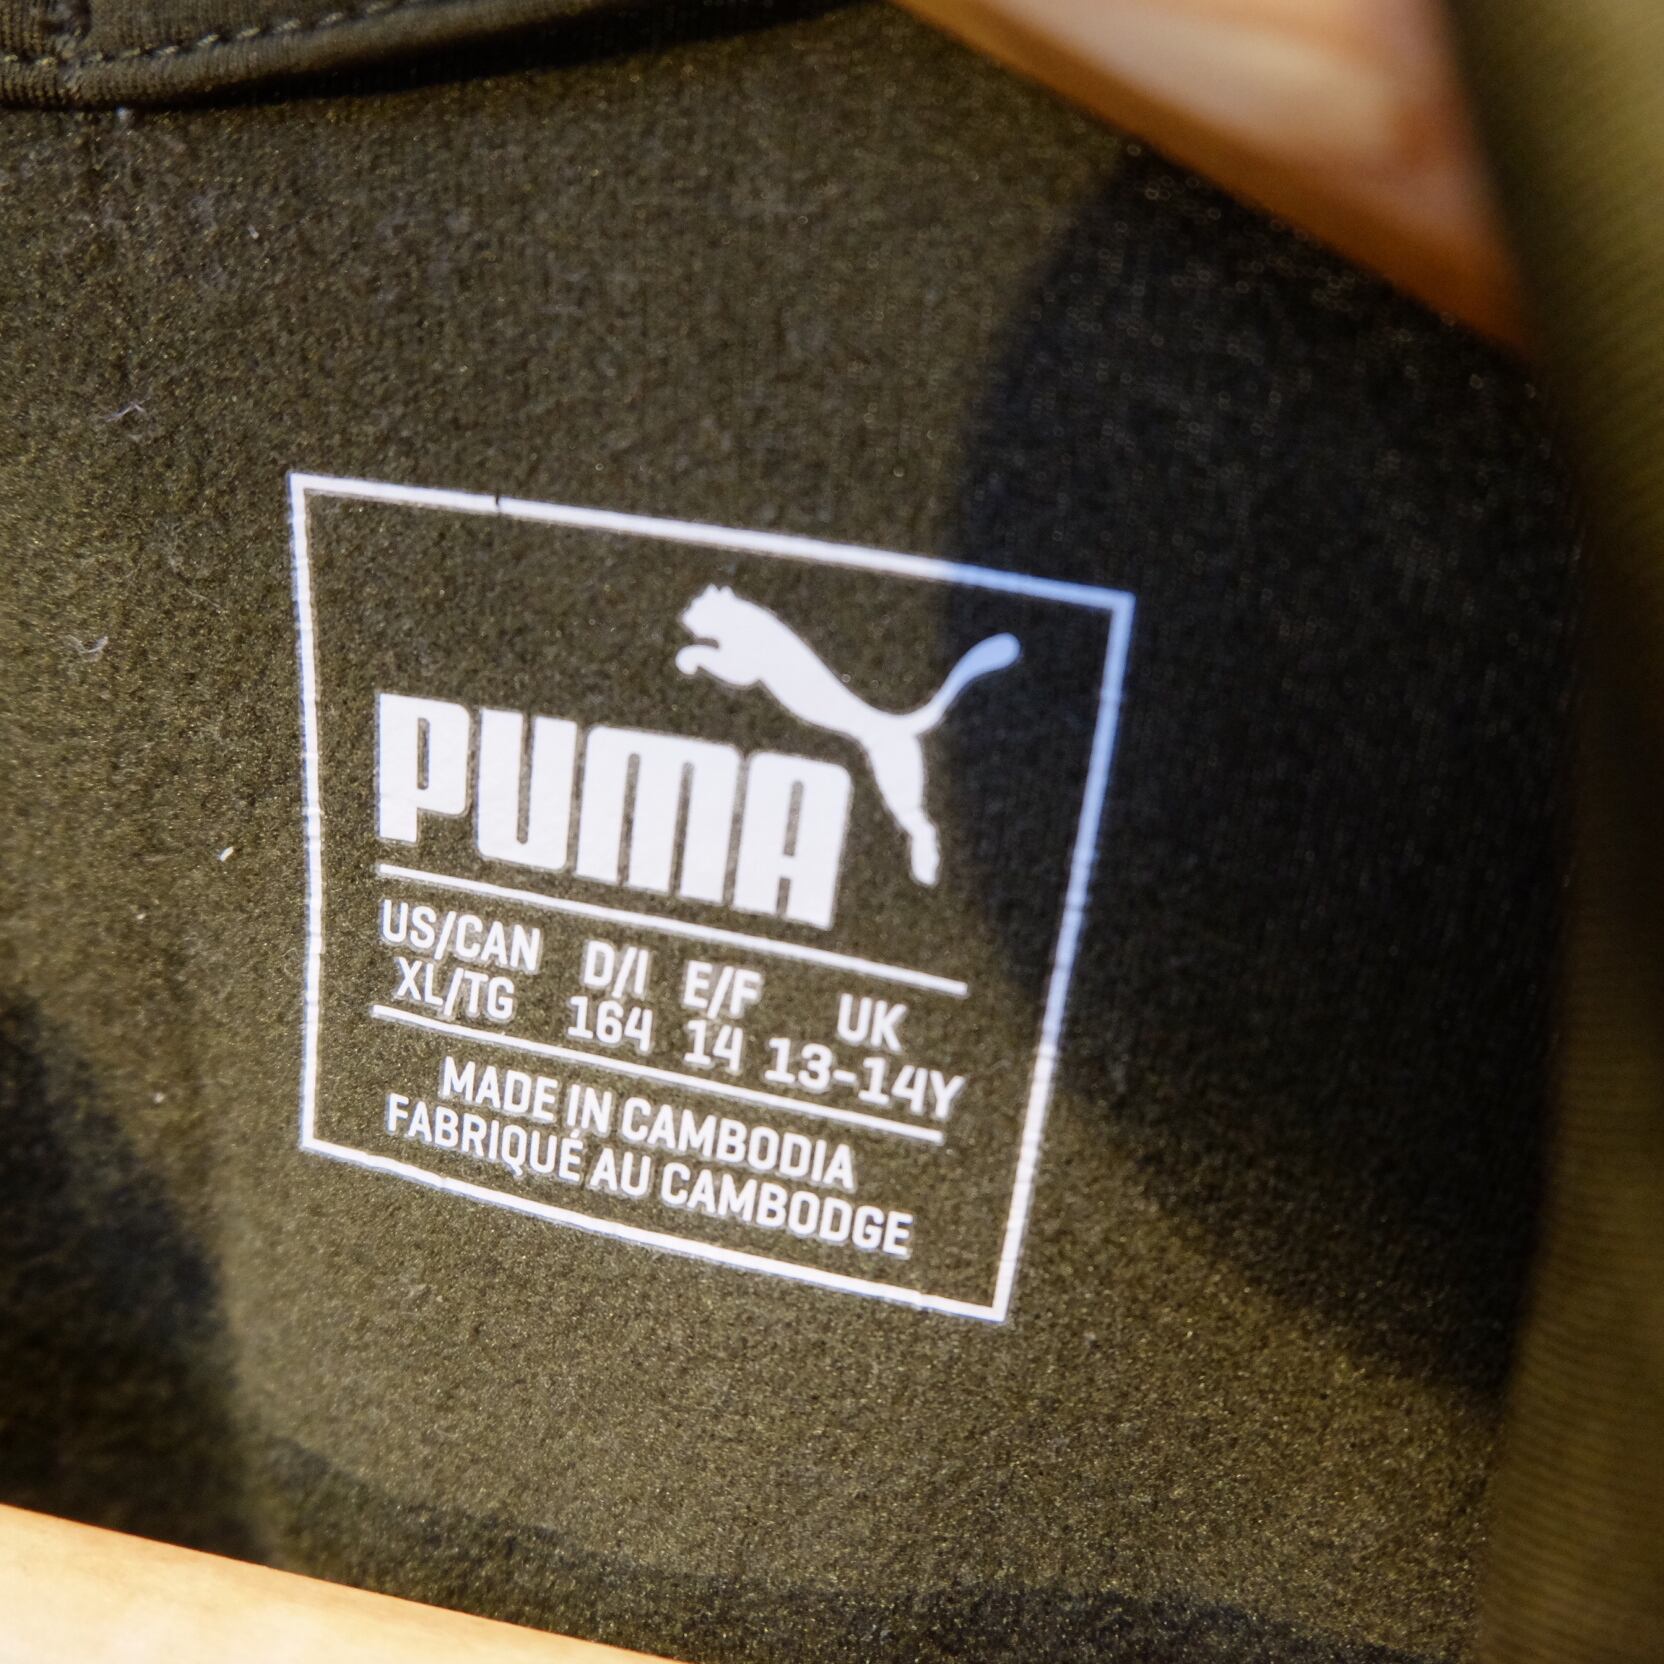 PUMA
US/CAN D/I E/F UK
XL/TG 164 14 13-14Y
MADE IN CAMBODIA
FABRIQUÉ AU CAMBODGE